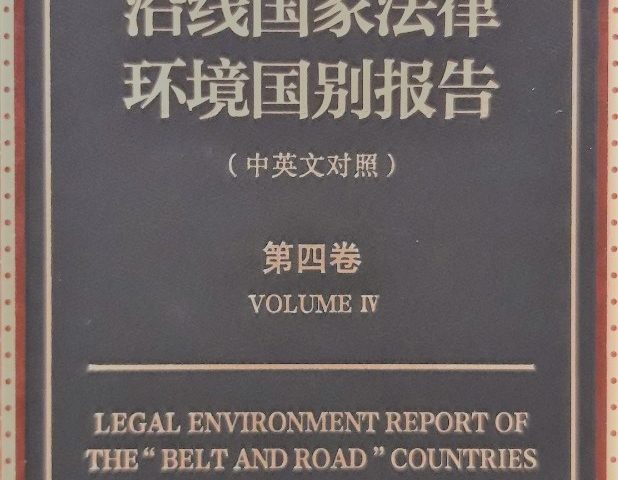 沿线国家法律
环境国别报告
（中英文对照）
第四卷
VOLUME Ⅳ
LEGAL ENVIRONMENT REPORT OF
THE“ BELT AND ROAD ” COUNTRIES